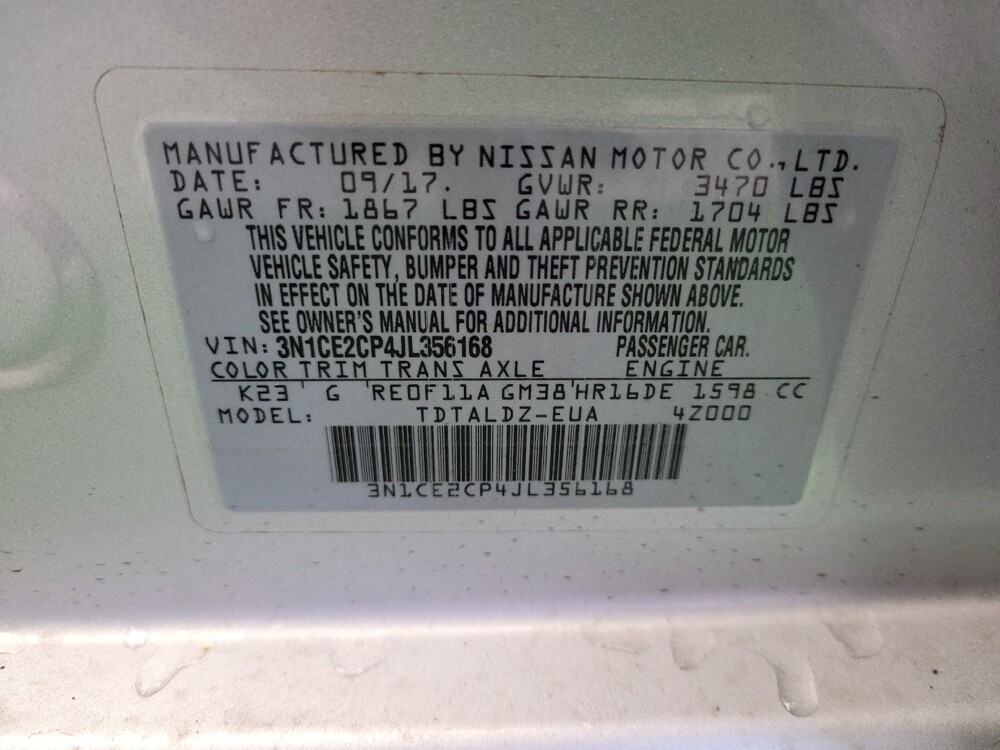 MANUFACTURED BY NISSAN MOTOR CO., LTD.
DATE: 09/17. GVWR: 3470 LBS
GAWR FR: 1867 LBS GAWR RR: 1704 LBS
THIS VEHICLE CONFORMS TO ALL APPLICABLE FEDERAL MOTOR
VEHICLE SAFETY, BUMPER AND THEFT PREVENTION STANDARDS
IN EFFECT ON THE DATE OF MANUFACTURE SHOWN ABOVE.
SEE OWNER'S MANUAL FOR ADDITIONAL INFORMATION.
VIN: 3N1CE2CP4JL356168 PASSENGER CAR.
COLOR TRIM TRANS AXLE ENGINE
K23 G RE0F11A GM38 HR16DE 1598 CC
MODEL: TDTALDZ-EUA 4Z000
3N1CE2CP4JL356168